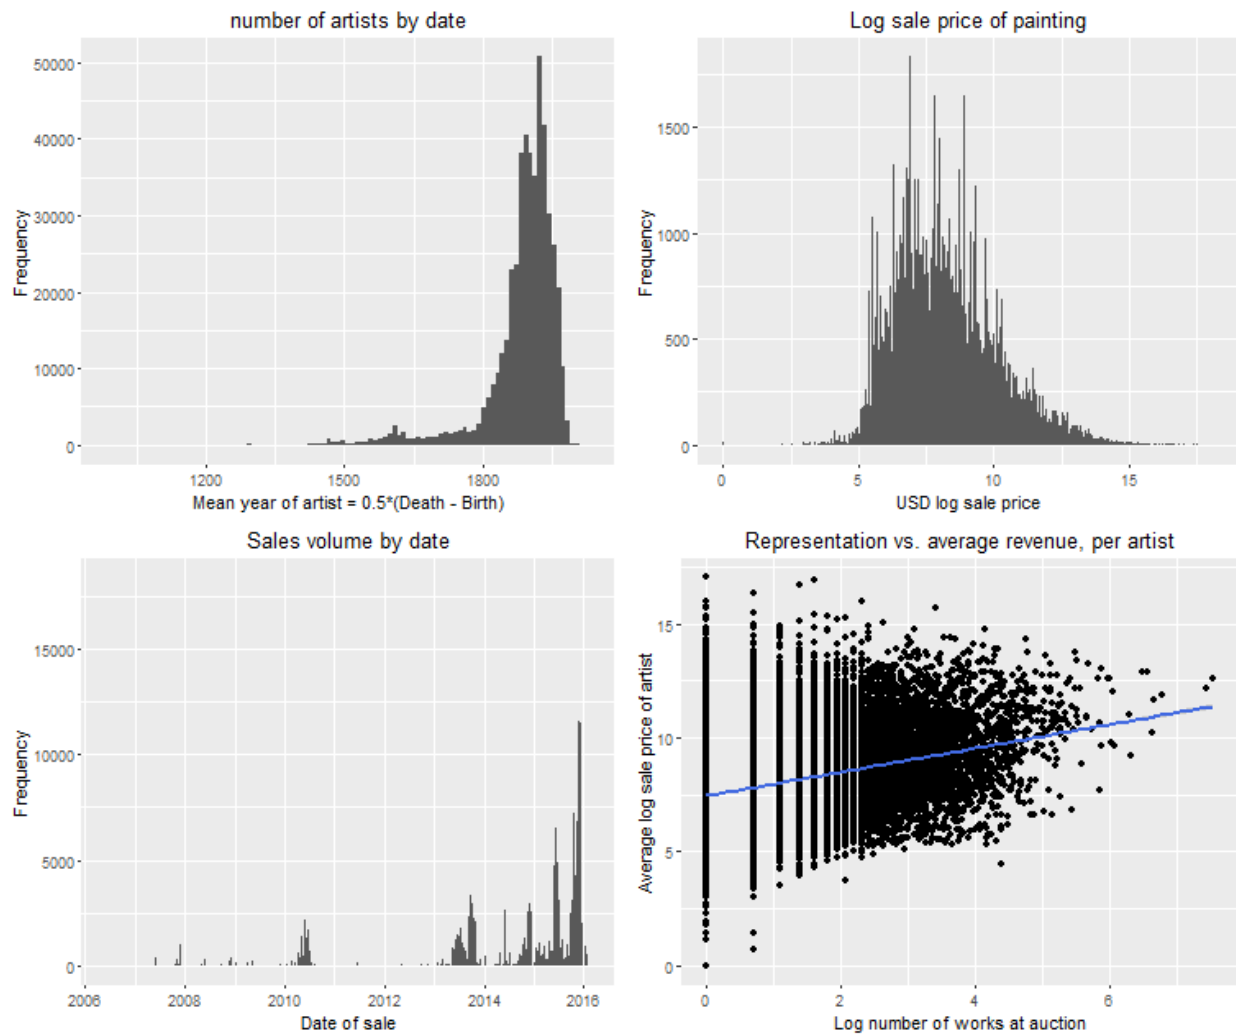 number of artists by date
50000
40000
30000
20000
10000
0
Frequency
1200 1500 1800
Mean year of artist = 0.5*(Death - Birth)
Log sale price of painting
1500
1000
500
0
Frequency
0 5 10 15
USD log sale price
Sales volume by date
15000
10000
5000
0
Frequency
2006 2008 2010 2012 2014 2016
Date of sale
Representation vs. average revenue, per artist
15
10
5
0
Average log sale price of artist
0 2 4 6
Log number of works at auction